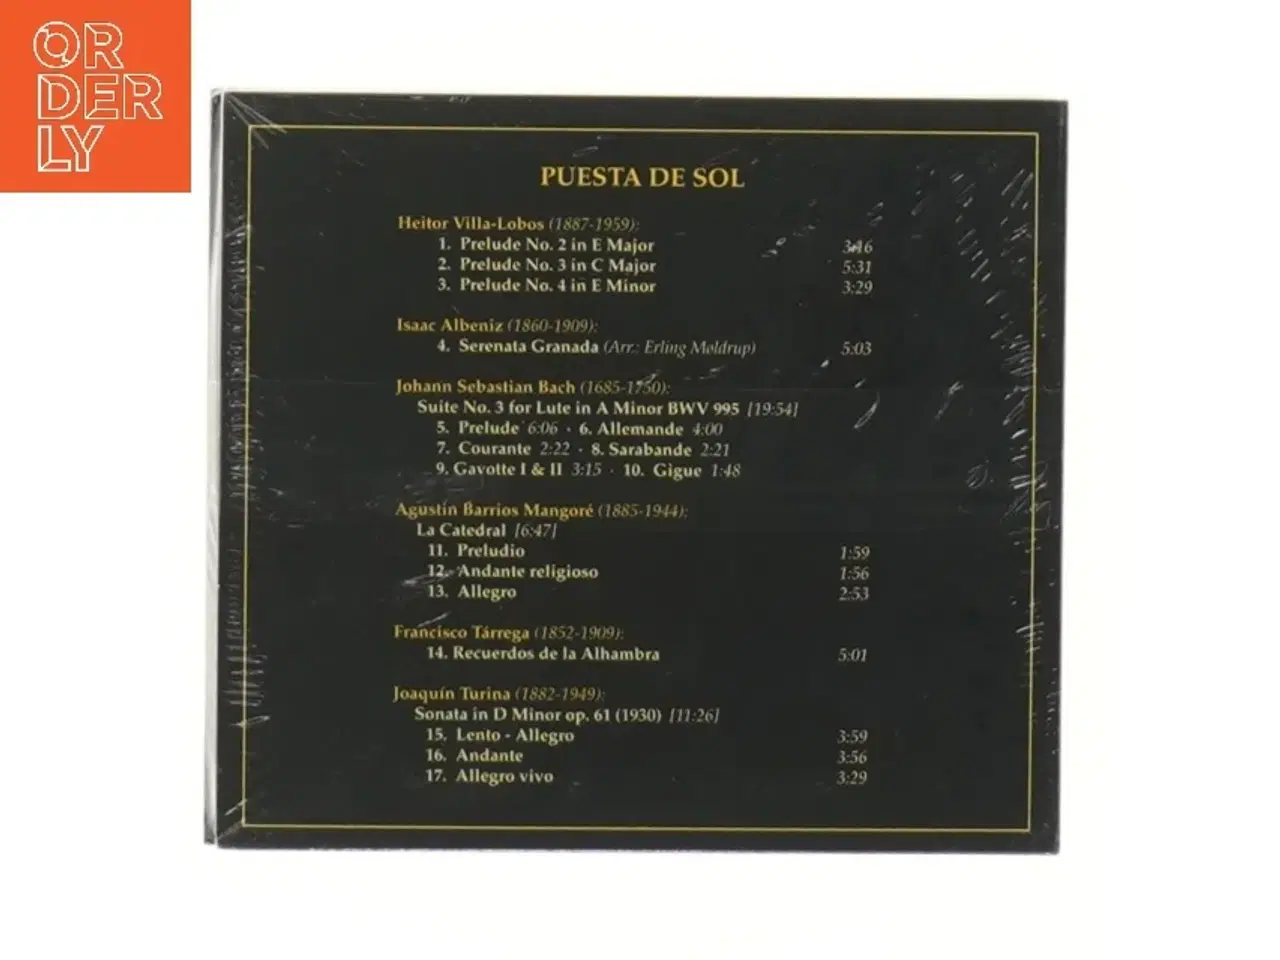 ORDERLY
PUESTA DE SOL
Heitor Villa-Lobos (1887-1959):
1. Prelude No. 2 in E Major 3:16
2. Prelude No. 3 in C Major 5:31
3. Prelude No. 4 in E Minor 3:29
Isaac Albeniz (1860-1909):
4. Serenata Granada (Arr.: Erling Møldrup) 5:03
Johann Sebastian Bach (1685-1750):
Suite No. 3 for Lute in A Minor BWV 995 [19:54]
5. Prelude 6:06 · 6. Allemande 4:00
7. Courante 2:22 · 8. Sarabande 2:21
9. Gavotte I & II 3:15 · 10. Gigue 1:48
Agustín Barrios Mangoré (1885-1944):
La Catedral [6:47]
11. Preludio 1:59
12. Andante religioso 1:56
13. Allegro 2:53
Francisco Tárrega (1852-1909):
14. Recuerdos de la Alhambra 5:01
Joaquín Turina (1882-1949):
Sonata in D Minor op. 61 (1930) [11:26]
15. Lento - Allegro 3:59
16. Andante 3:56
17. Allegro vivo 3:29